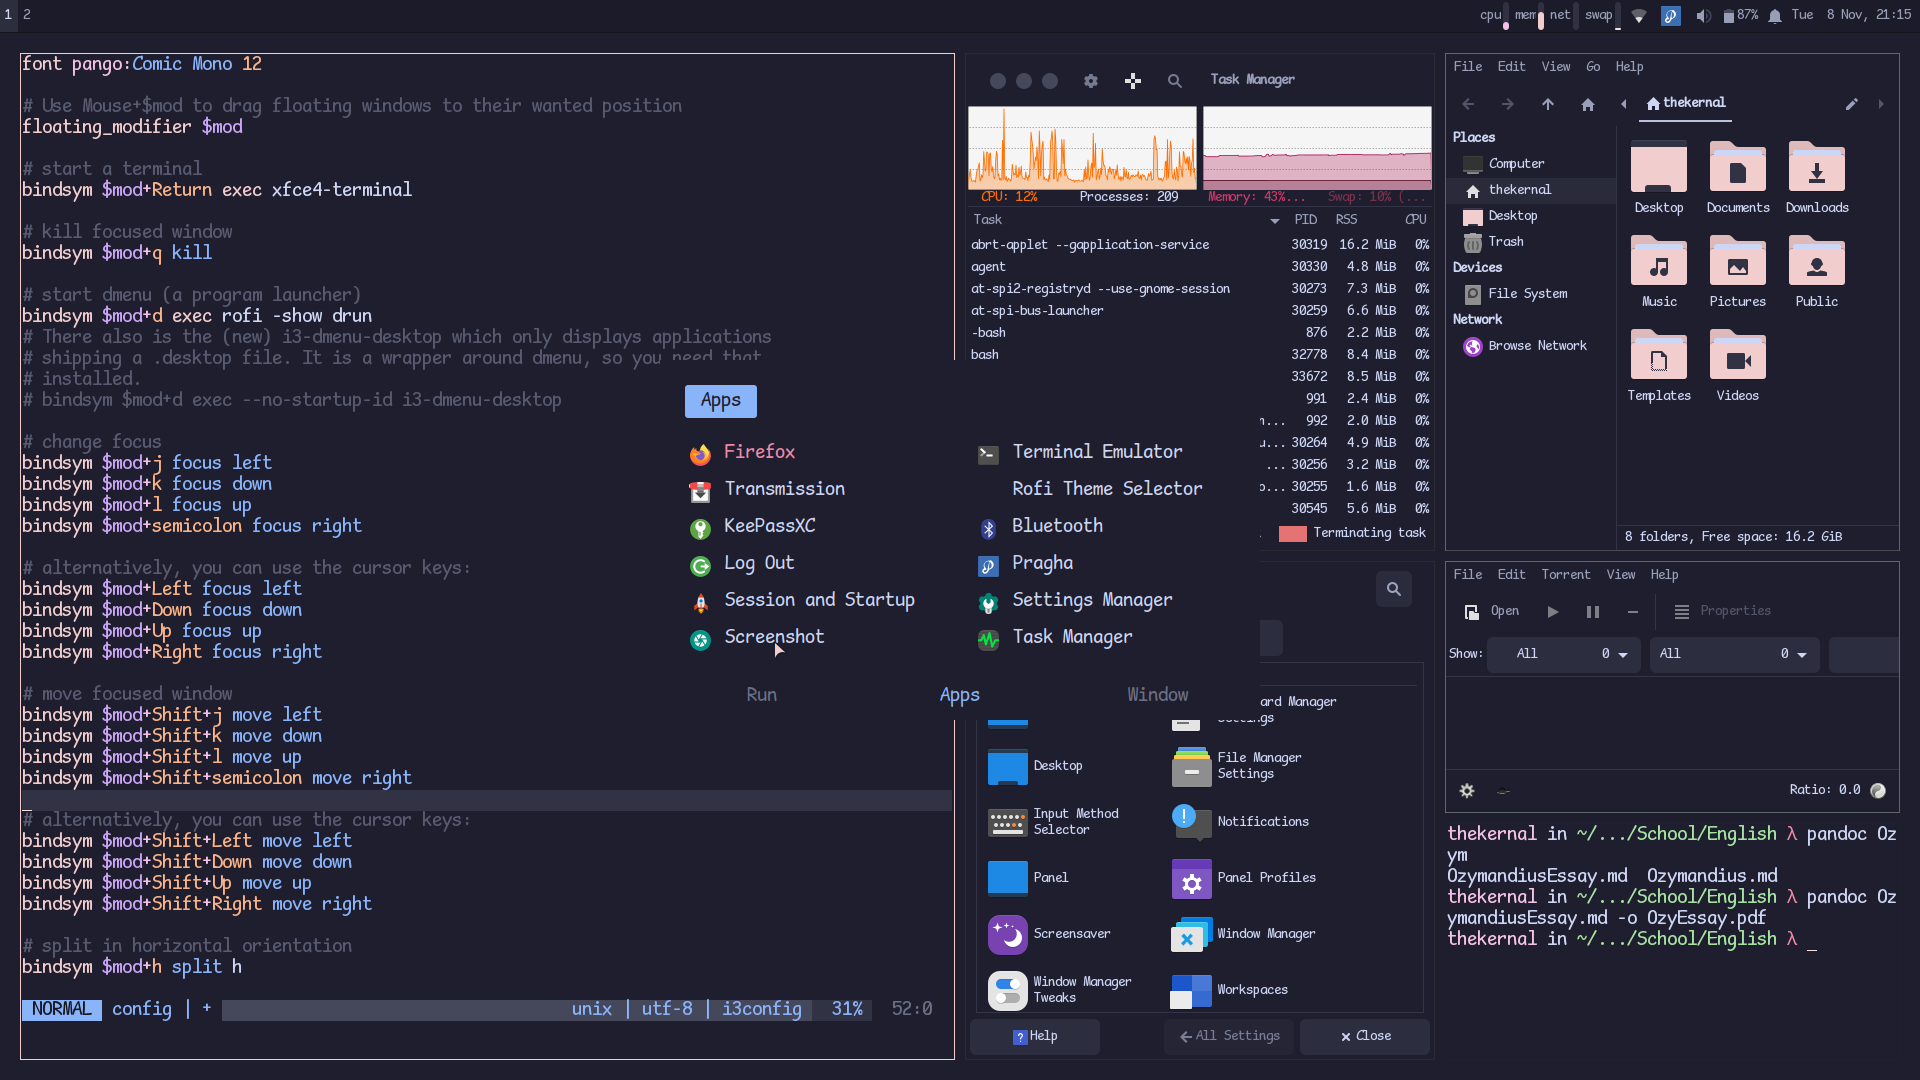 1 2
cpu mem net swap 87% Tue 8 Nov, 21:15
font pango:Comic Mono 12
# Use Mouse+$mod to drag floating windows to their wanted position
floating_modifier $mod
# start a terminal
bindsym $mod+Return exec xfce4-terminal
# kill focused window
bindsym $mod+q kill
# start dmenu (a program launcher)
bindsym $mod+d exec rofi -show drun
# There also is the (new) i3-dmenu-desktop which only displays applications
# shipping a .desktop file. It is a wrapper around dmenu, so you need that
# installed.
# bindsym $mod+d exec --no-startup-id i3-dmenu-desktop
# change focus
bindsym $mod+j focus left
bindsym $mod+k focus down
bindsym $mod+l focus up
bindsym $mod+semicolon focus right
# alternatively, you can use the cursor keys:
bindsym $mod+Left focus left
bindsym $mod+Down focus down
bindsym $mod+Up focus up
bindsym $mod+Right focus right
# move focused window
bindsym $mod+Shift+j move left
bindsym $mod+Shift+k move down
bindsym $mod+Shift+l move up
bindsym $mod+Shift+semicolon move right
# alternatively, you can use the cursor keys:
bindsym $mod+Shift+Left move left
bindsym $mod+Shift+Down move down
bindsym $mod+Shift+Up move up
bindsym $mod+Shift+Right move right
# split in horizontal orientation
bindsym $mod+h split h
NORMAL config | + unix | utf-8 | i3config 31% 52:0
Apps
Firefox
Transmission
KeePassXC
Log Out
Session and Startup
Screenshot
Terminal Emulator
Rofi Theme Selector
Bluetooth
Pragha
Settings Manager
Task Manager
Run Apps Window
Task Manager
CPU: 12% Processes: 209 Memory: 43%... Swap: 10% (...
Task PID RSS CPU
abrt-applet --gapplication-service 30319 16.2 MiB 0%
agent 30330 4.8 MiB 0%
at-spi2-registryd --use-gnome-session 30273 7.3 MiB 0%
at-spi-bus-launcher 30259 6.6 MiB 0%
-bash 876 2.2 MiB 0%
bash 32778 8.4 MiB 0%
33672 8.5 MiB 0%
991 2.4 MiB 0%
n... 992 2.0 MiB 0%
u... 30264 4.9 MiB 0%
... 30256 3.2 MiB 0%
o... 30255 1.6 MiB 0%
30545 5.6 MiB 0%
Terminating task
ard Manager
Settings
Desktop
File Manager
Settings
Input Method
Selector
Notifications
Panel
Panel Profiles
Screensaver
Window Manager
Window Manager
Tweaks
Workspaces
Help All Settings Close
File Edit View Go Help
thekernal
Places
Computer
thekernal
Desktop
Trash
Devices
File System
Network
Browse Network
Desktop Documents Downloads
Music Pictures Public
Templates Videos
8 folders, Free space: 16.2 GiB
File Edit Torrent View Help
Open Properties
Show: All 0 All 0
Ratio: 0.0
thekernal in ~/.../School/English λ pandoc Oz
ym
OzymandiusEssay.md Ozymandius.md
thekernal in ~/.../School/English λ pandoc Oz
ymandiusEssay.md -o OzyEssay.pdf
thekernal in ~/.../School/English λ _